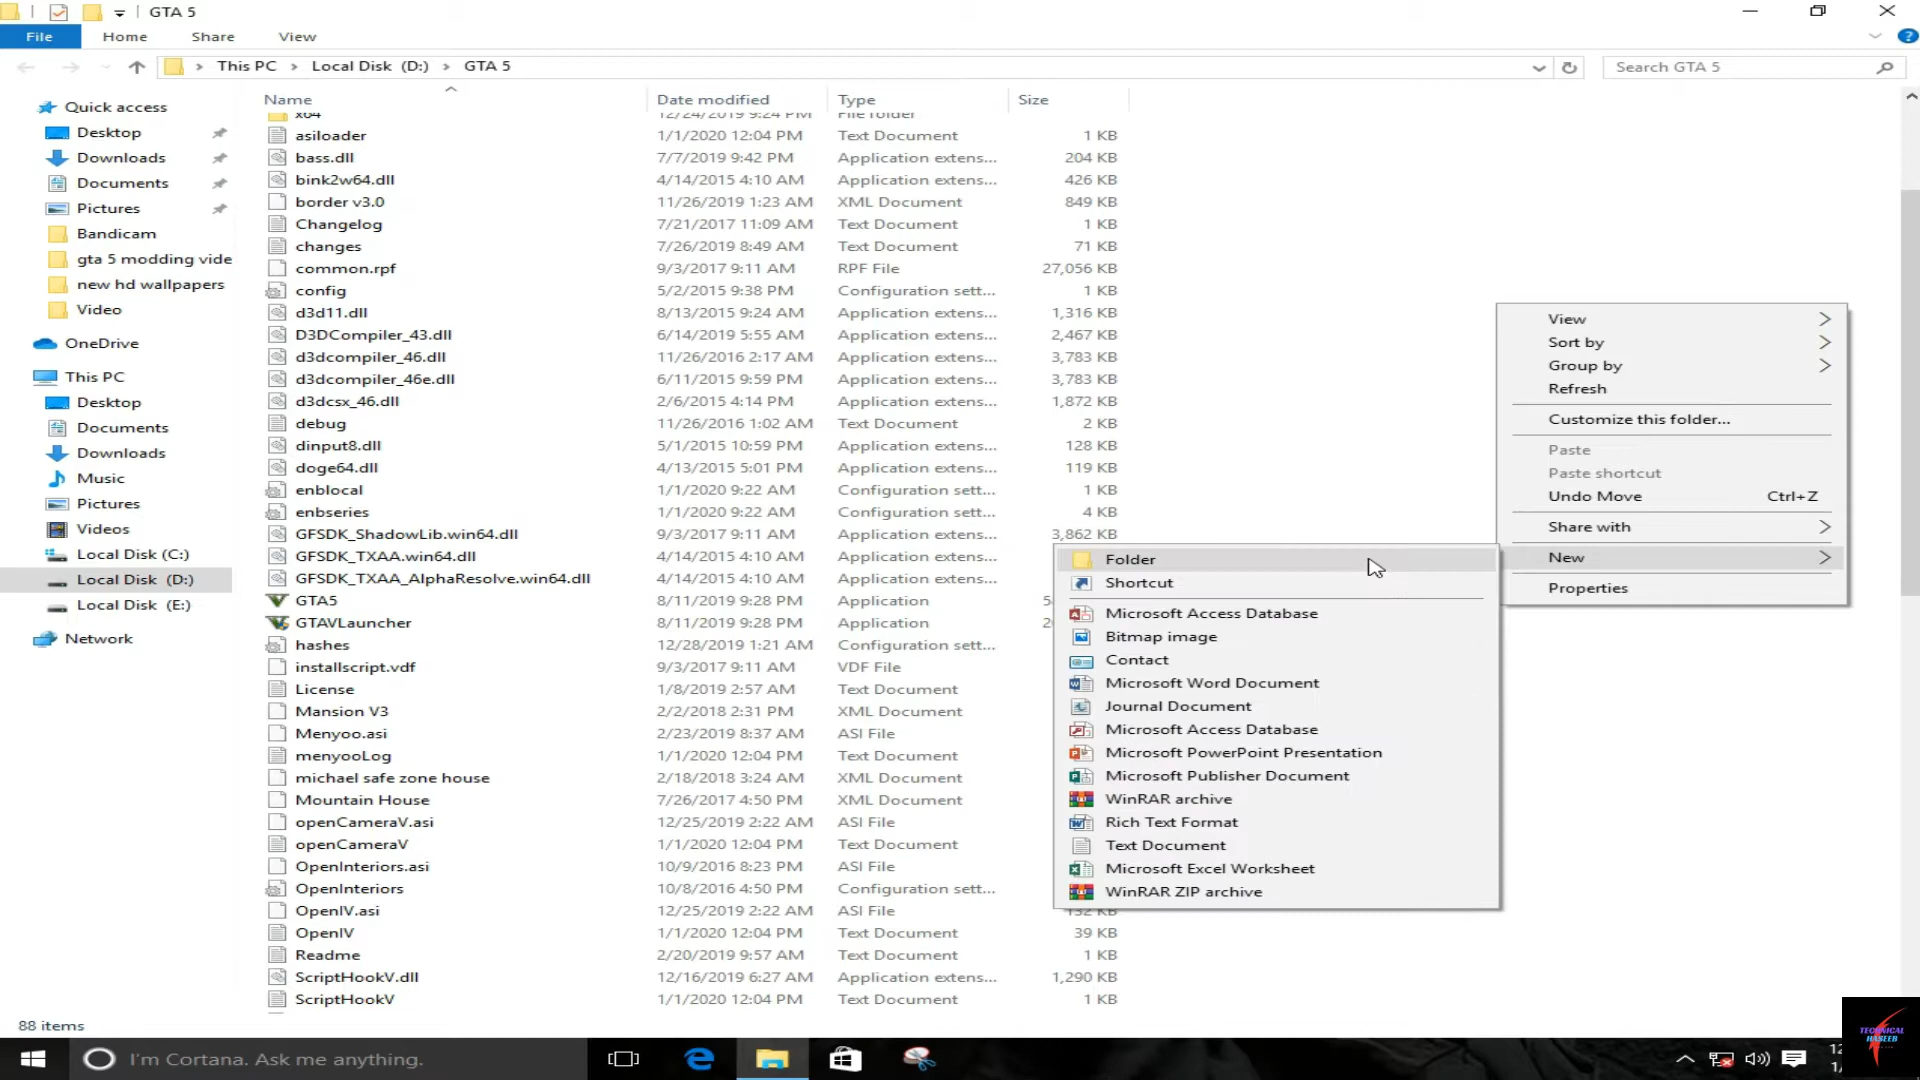 GTA 5
File Home Share View
This PC Local Disk (D:) GTA 5
Search GTA 5
Quick access
Desktop
Downloads
Documents
Pictures
Bandicam
gta 5 modding vide
new hd wallpapers
Video
OneDrive
This PC
Desktop
Documents
Downloads
Music
Pictures
Videos
Local Disk (C:)
Local Disk (D:)
Local Disk (E:)
Network
Name Date modified Type Size
x64 12/24/2019 9:24 PM File folder
asiloader 1/1/2020 12:04 PM Text Document 1 KB
bass.dll 7/7/2019 9:42 PM Application extens... 204 KB
bink2w64.dll 4/14/2015 4:10 AM Application extens... 426 KB
border v3.0 11/26/2019 1:23 AM XML Document 849 KB
Changelog 7/21/2017 11:09 AM Text Document 1 KB
changes 7/26/2019 8:49 AM Text Document 71 KB
common.rpf 9/3/2017 9:11 AM RPF File 27,056 KB
config 5/2/2015 9:38 PM Configuration sett... 1 KB
d3d11.dll 8/13/2015 9:24 AM Application extens... 1,316 KB
D3DCompiler_43.dll 6/14/2019 5:55 AM Application extens... 2,467 KB
d3dcompiler_46.dll 11/26/2016 2:17 AM Application extens... 3,783 KB
d3dcompiler_46e.dll 6/11/2015 9:59 PM Application extens... 3,783 KB
d3dcsx_46.dll 2/6/2015 4:14 PM Application extens... 1,872 KB
debug 11/26/2016 1:02 AM Text Document 2 KB
dinput8.dll 5/1/2015 10:59 PM Application extens... 128 KB
doge64.dll 4/13/2015 5:01 PM Application extens... 119 KB
enblocal 1/1/2020 9:22 AM Configuration sett... 1 KB
enbseries 1/1/2020 9:22 AM Configuration sett... 4 KB
GFSDK_ShadowLib.win64.dll 9/3/2017 9:11 AM Application extens... 3,862 KB
GFSDK_TXAA.win64.dll 4/14/2015 4:10 AM Application extens...
GFSDK_TXAA_AlphaResolve.win64.dll 4/14/2015 4:10 AM Application extens...
GTA5 8/11/2019 9:28 PM Application
GTAVLauncher 8/11/2019 9:28 PM Application
hashes 12/28/2019 1:21 AM Configuration sett...
installscript.vdf 9/3/2017 9:11 AM VDF File
License 1/8/2019 2:57 AM Text Document
Mansion V3 2/2/2018 2:31 PM XML Document
Menyoo.asi 2/23/2019 8:37 AM ASI File
menyooLog 1/1/2020 12:04 PM Text Document
michael safe zone house 2/18/2018 3:24 AM XML Document
Mountain House 7/26/2017 4:50 PM XML Document
openCameraV.asi 12/25/2019 2:22 AM ASI File
openCameraV 1/1/2020 12:04 PM Text Document
OpenInteriors.asi 10/9/2016 8:23 PM ASI File
OpenInteriors 10/8/2016 4:50 PM Configuration sett...
OpenIV.asi 12/25/2019 2:22 AM ASI File 132 KB
OpenIV 1/1/2020 12:04 PM Text Document 39 KB
Readme 2/20/2019 9:57 AM Text Document 1 KB
ScriptHookV.dll 12/16/2019 6:27 AM Application extens... 1,290 KB
ScriptHookV 1/1/2020 12:04 PM Text Document 1 KB
View
Sort by
Group by
Refresh
Customize this folder...
Paste
Paste shortcut
Undo Move Ctrl+Z
Share with
New
Properties
Folder
Shortcut
Microsoft Access Database
Bitmap image
Contact
Microsoft Word Document
Journal Document
Microsoft Access Database
Microsoft PowerPoint Presentation
Microsoft Publisher Document
WinRAR archive
Rich Text Format
Text Document
Microsoft Excel Worksheet
WinRAR ZIP archive
88 items
I'm Cortana. Ask me anything.
TECHNICAL
HASEEB